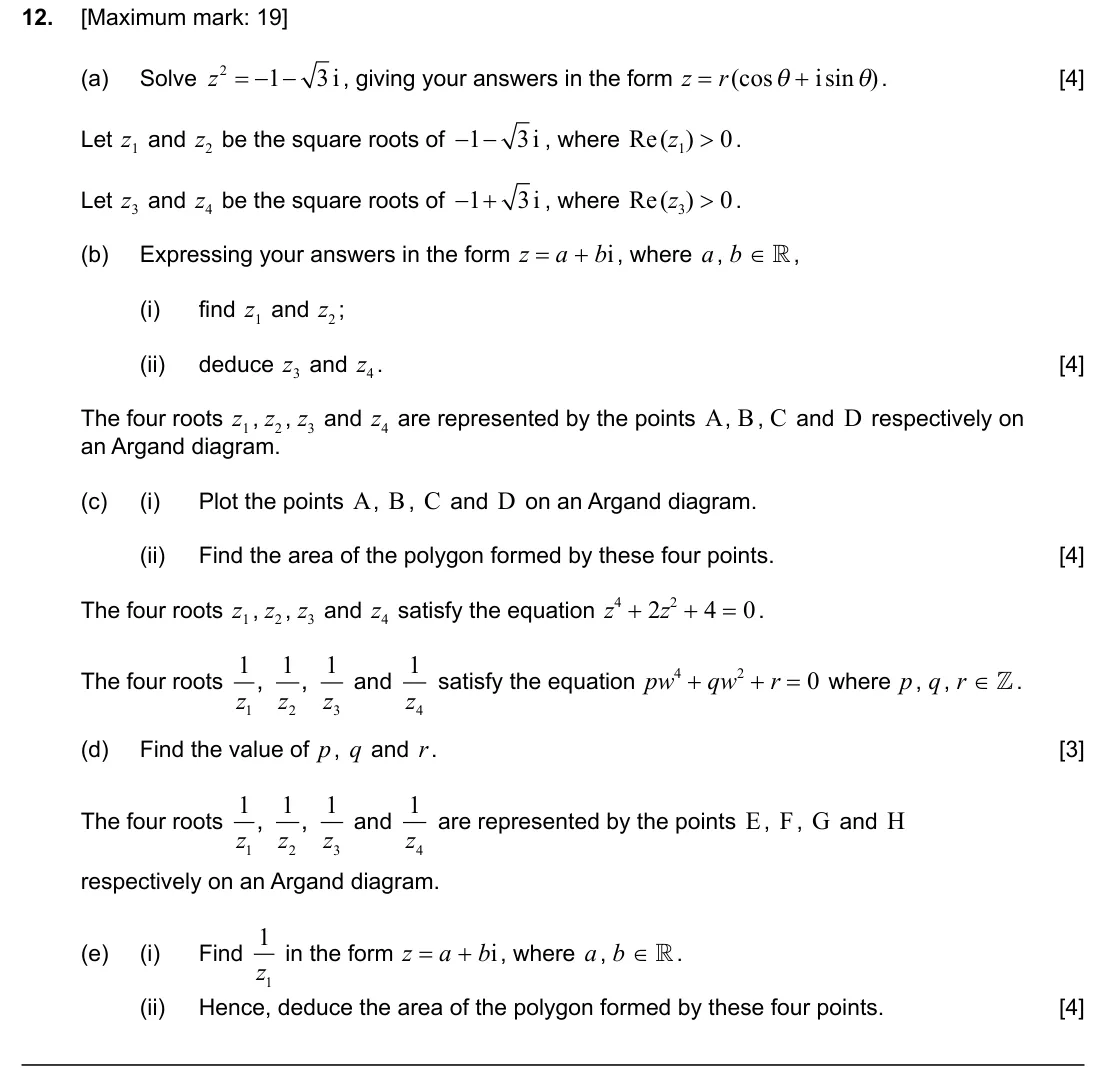 12. [Maximum mark: 19]
(a) Solve z² = −1 − √3 i, giving your answers in the form z = r(cos θ + i sin θ). [4]
Let z₁ and z₂ be the square roots of −1 − √3 i, where Re(z₁) > 0.
Let z₃ and z₄ be the square roots of −1 + √3 i, where Re(z₃) > 0.
(b) Expressing your answers in the form z = a + bi, where a, b ∈ ℝ,
(i) find z₁ and z₂;
(ii) deduce z₃ and z₄. [4]
The four roots z₁, z₂, z₃ and z₄ are represented by the points A, B, C and D respectively on
an Argand diagram.
(c) (i) Plot the points A, B, C and D on an Argand diagram.
(ii) Find the area of the polygon formed by these four points. [4]
The four roots z₁, z₂, z₃ and z₄ satisfy the equation z⁴ + 2z² + 4 = 0.
The four roots 1/z₁, 1/z₂, 1/z₃ and 1/z₄ satisfy the equation pw⁴ + qw² + r = 0 where p, q, r ∈ ℤ.
(d) Find the value of p, q and r. [3]
The four roots 1/z₁, 1/z₂, 1/z₃ and 1/z₄ are represented by the points E, F, G and H
respectively on an Argand diagram.
(e) (i) Find 1/z₁ in the form z = a + bi, where a, b ∈ ℝ.
(ii) Hence, deduce the area of the polygon formed by these four points. [4]